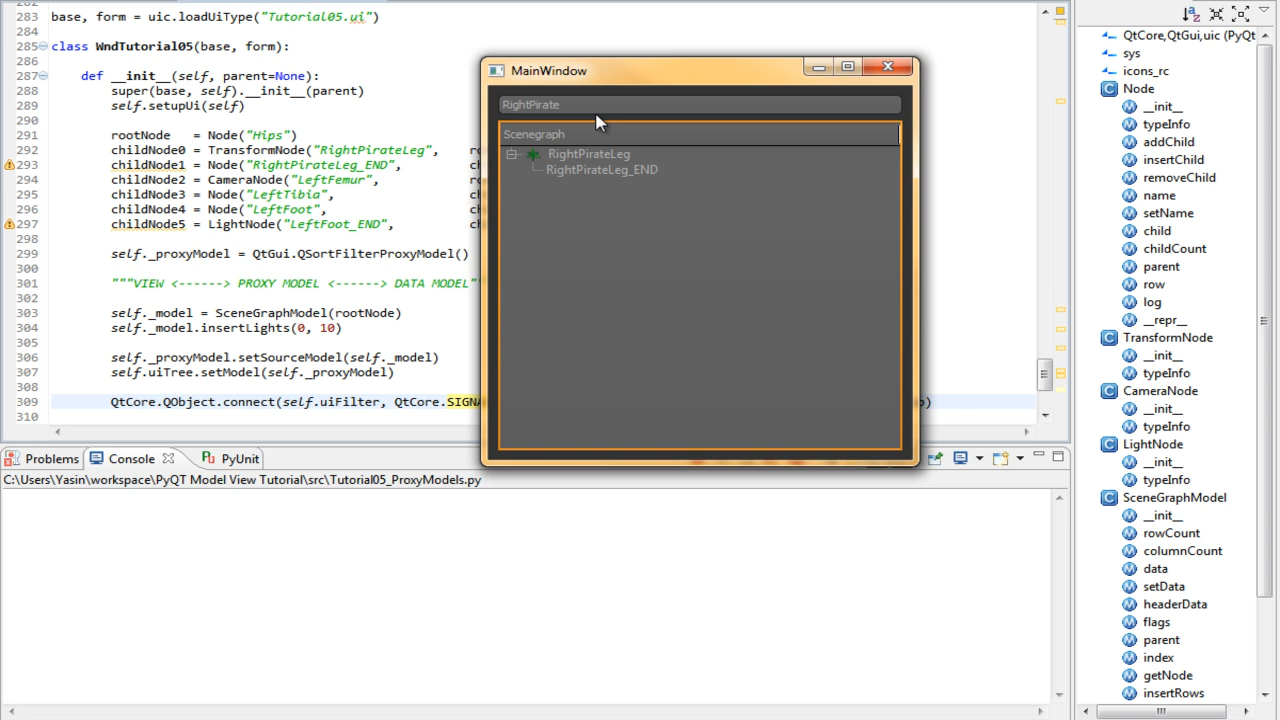 283 base, form = uic.loadUiType("Tutorial05.ui")
284
285 class WndTutorial05(base, form):
286
287 def __init__(self, parent=None):
288 super(base, self).__init__(parent)
289 self.setupUi(self)
290
291 rootNode = Node("Hips")
292 childNode0 = TransformNode("RightPirateLeg", ro
293 childNode1 = Node("RightPirateLeg_END", ch
294 childNode2 = CameraNode("LeftFemur", ro
295 childNode3 = Node("LeftTibia", ch
296 childNode4 = Node("LeftFoot", ch
297 childNode5 = LightNode("LeftFoot_END", ch
298
299 self._proxyModel = QtGui.QSortFilterProxyModel()
300
301 """VIEW <------> PROXY MODEL <------> DATA MODEL"
302
303 self._model = SceneGraphModel(rootNode)
304 self._model.insertLights(0, 10)
305
306 self._proxyModel.setSourceModel(self._model)
307 self.uiTree.setModel(self._proxyModel)
308
309 QtCore.QObject.connect(self.uiFilter, QtCore.SIGNA
310
MainWindow
RightPirate
Scenegraph
RightPirateLeg
RightPirateLeg_END
Problems Console PyUnit
C:\Users\Yasin\workspace\PyQT Model View Tutorial\src\Tutorial05_ProxyModels.py
QtCore,QtGui,uic (PyQt
sys
icons_rc
Node
__init__
typeInfo
addChild
insertChild
removeChild
name
setName
child
childCount
parent
row
log
__repr__
TransformNode
__init__
typeInfo
CameraNode
__init__
typeInfo
LightNode
__init__
typeInfo
SceneGraphModel
__init__
rowCount
columnCount
data
setData
headerData
flags
parent
index
getNode
insertRows